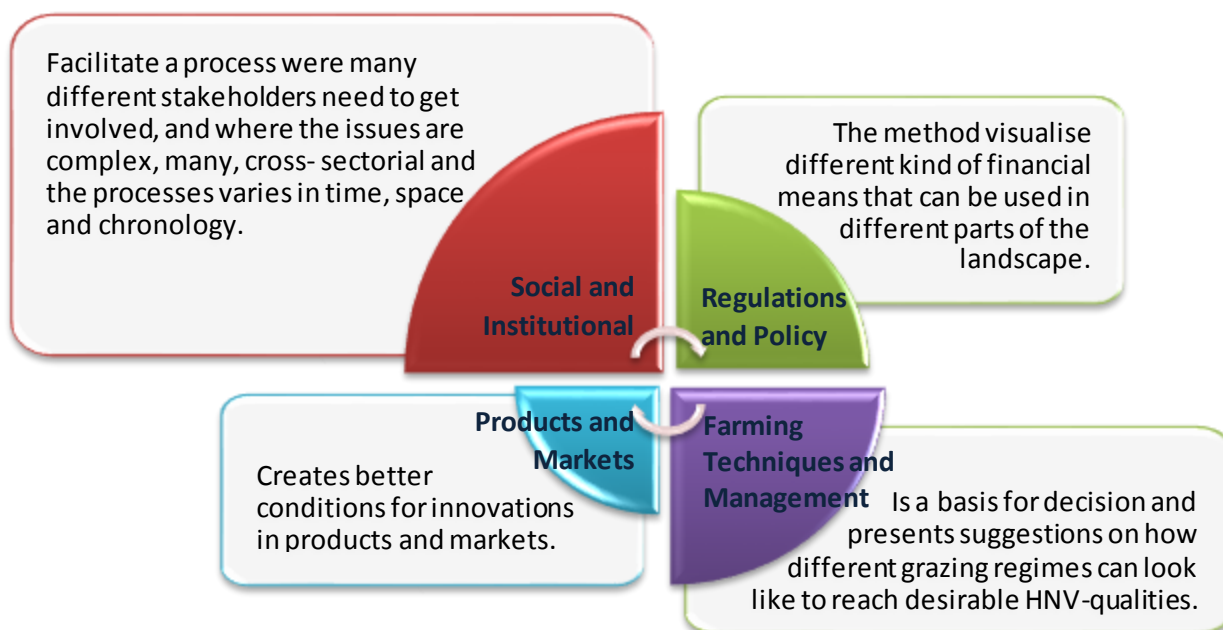 Facilitate a process were many
different stakeholders need to get
involved, and where the issues are
complex, many, cross- sectorial and
the processes varies in time, space
and chronology.
Social and
Institutional
The method visualise
different kind of financial
means that can be used in
different parts of the
landscape.
Regulations
and Policy
Products and
Markets
Creates better
conditions for innovations
in products and markets.
Farming
Techniques and
Management
Is a basis for decision and
presents suggestions on how
different grazing regimes can look
like to reach desirable HNV-qualities.